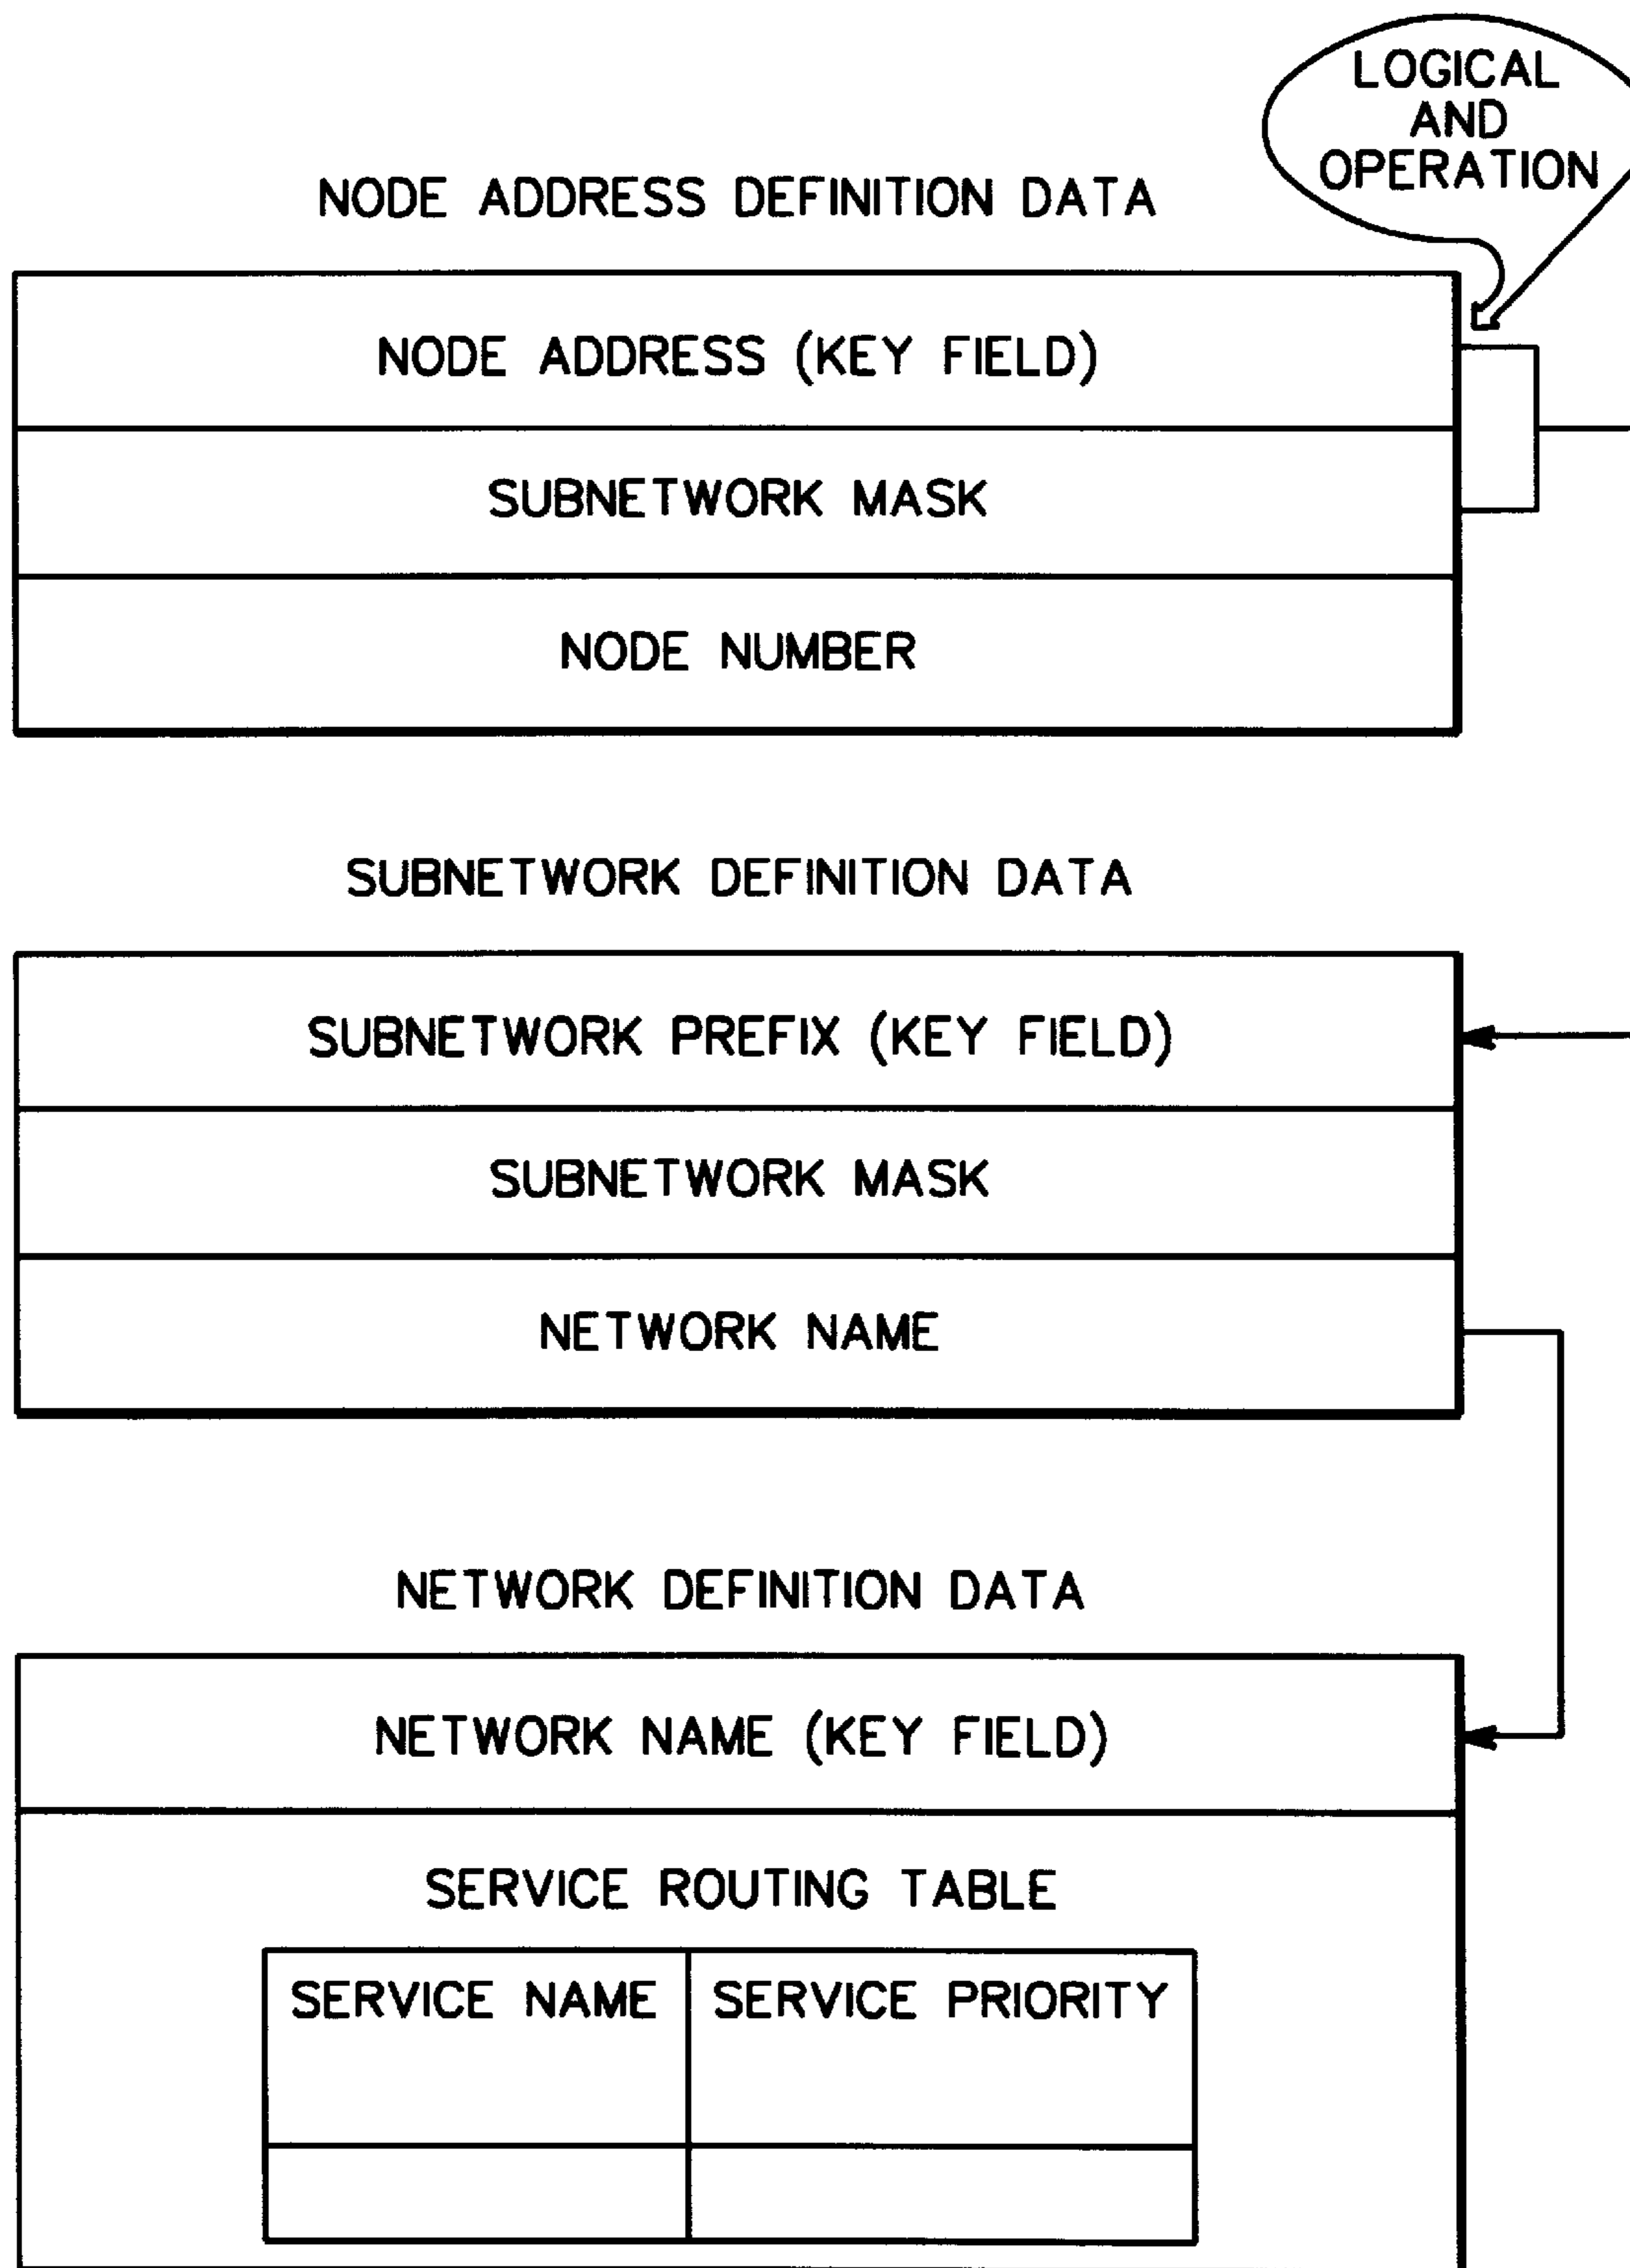 LOGICAL
AND
OPERATION
NODE ADDRESS DEFINITION DATA
NODE ADDRESS (KEY FIELD)
SUBNETWORK MASK
NODE NUMBER
SUBNETWORK DEFINITION DATA
SUBNETWORK PREFIX (KEY FIELD)
SUBNETWORK MASK
NETWORK NAME
NETWORK DEFINITION DATA
NETWORK NAME (KEY FIELD)
SERVICE ROUTING TABLE
SERVICE NAME SERVICE PRIORITY